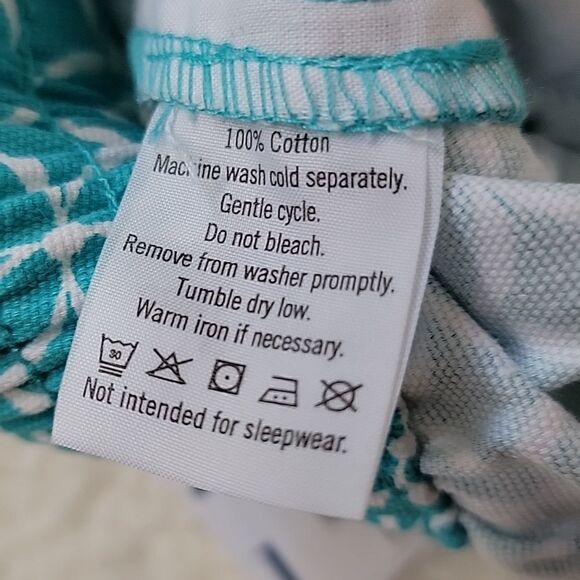 100% Cotton
Machine wash cold separately.
Gentle cycle.
Do not bleach.
Remove from washer promptly.
Tumble dry low.
Warm iron if necessary.
30
Not intended for sleepwear.